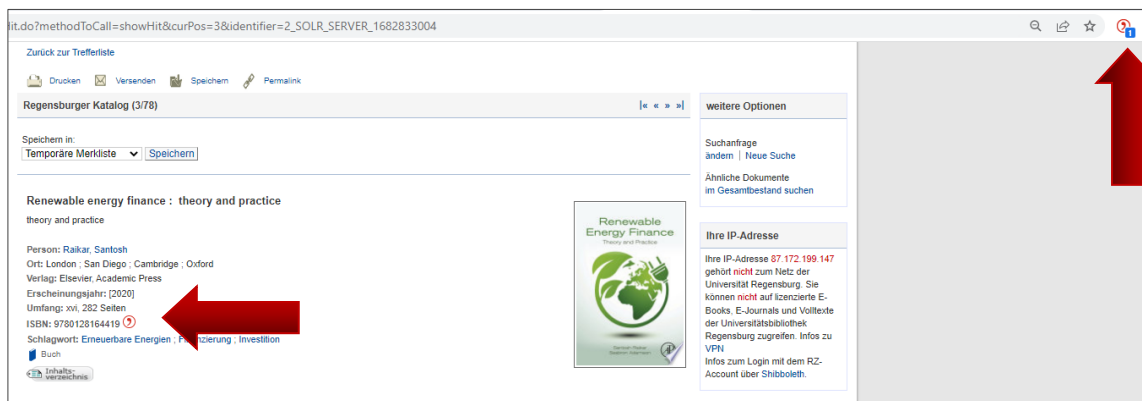 lit.do?methodToCall=showHit&curPos=3&identifier=2_SOLR_SERVER_1682833004
1
Zurück zur Trefferliste
Drucken Versenden Speichern Permalink
Regensburger Katalog (3/78) |« « » »|
Speichern in:
Temporäre Merkliste Speichern
Renewable energy finance : theory and practice
theory and practice
Person: Raikar, Santosh
Ort: London ; San Diego ; Cambridge ; Oxford
Verlag: Elsevier, Academic Press
Erscheinungsjahr: [2020]
Umfang: xvi, 282 Seiten
ISBN: 9780128164419
Schlagwort: Erneuerbare Energien ; nzierung ; Investition
Buch
Inhalts-
verzeichnis
Renewable
Energy Finance
Theory and Practice
weitere Optionen
Suchanfrage
ändern | Neue Suche
Ähnliche Dokumente
im Gesamtbestand suchen
Ihre IP-Adresse
Ihre IP-Adresse 87.172.199.147
gehört nicht zum Netz der
Universität Regensburg. Sie
können nicht auf lizenzierte E-
Books, E-Journals und Volltexte
der Universitätsbibliothek
Regensburg zugreifen. Infos zu
VPN
Infos zum Login mit dem RZ-
Account über Shibboleth.